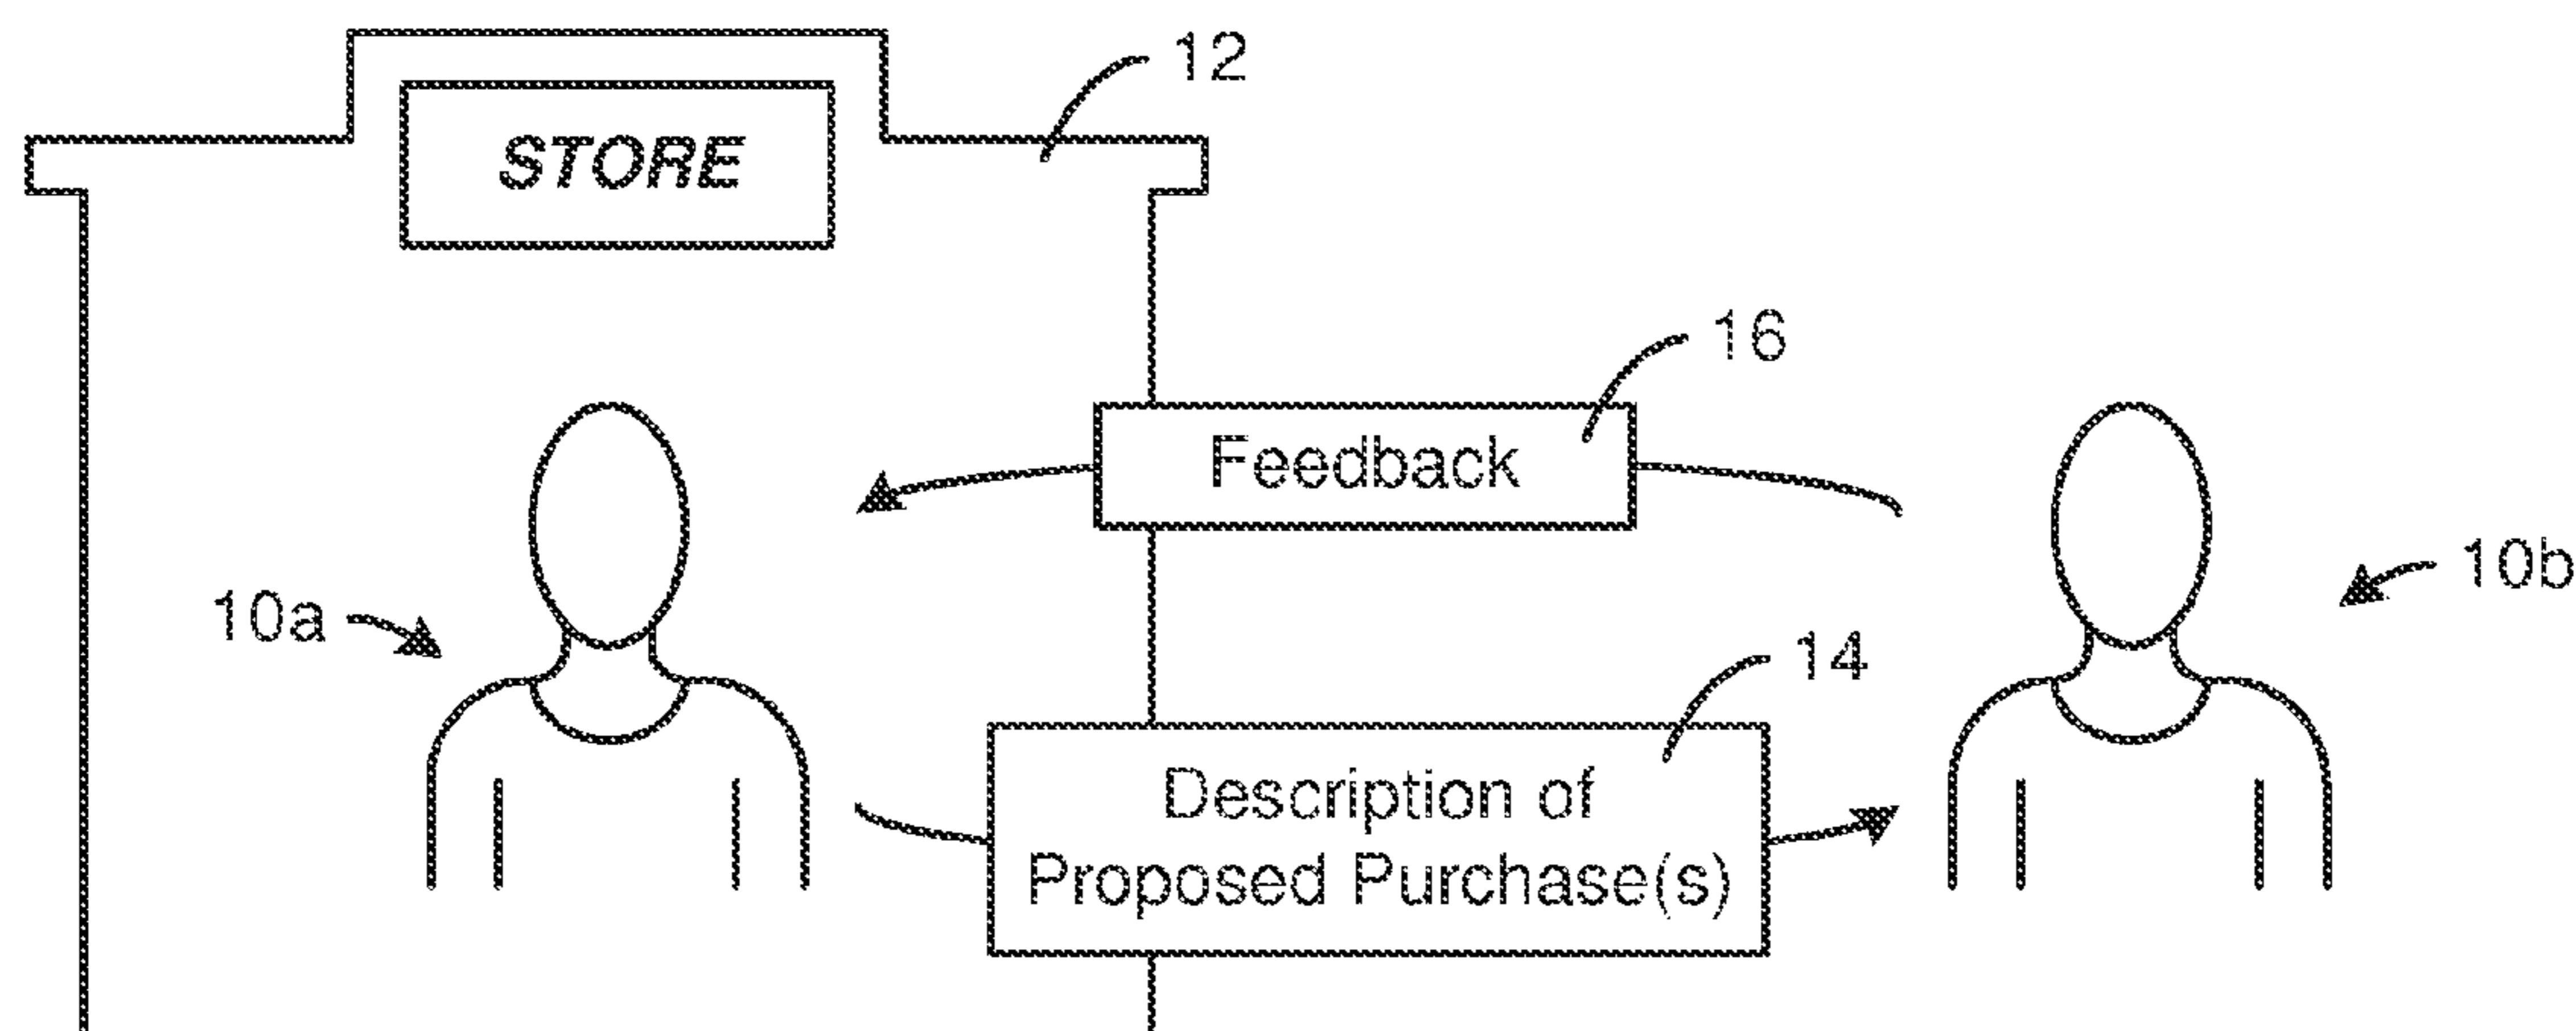 12
STORE
16
Feedback
10b
10a
14
Description of
Proposed Purchase(s)